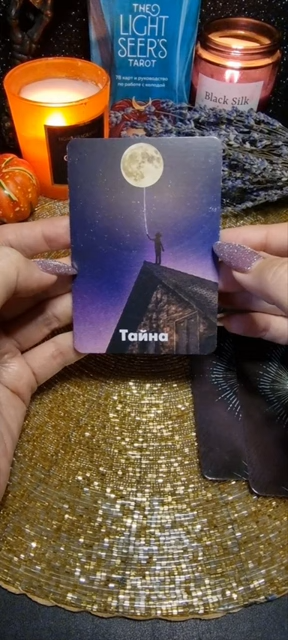 THE
LIGHT
SEER'S
TAROT
78 карт и руководство
по работе с колодой
Black Silk
Тайна